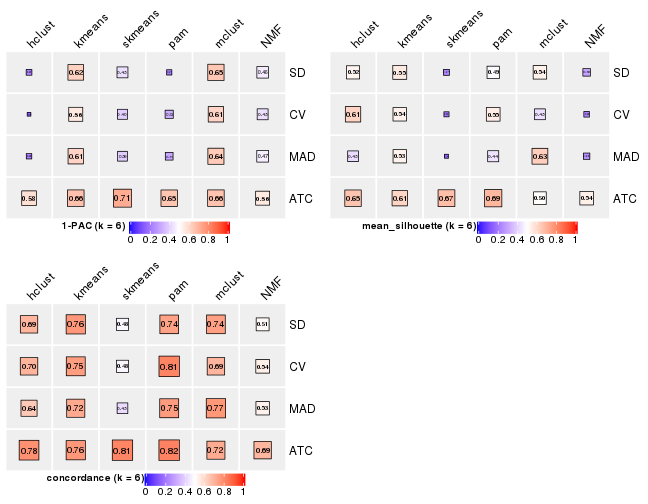 hclust kmeans skmeans pam mclust NMF
0.62 0.65 SD
0.56 0.61 CV
0.61 0.64 0.47 MAD
0.58 0.66 0.71 0.65 0.66 0.56 ATC
1-PAC (k = 6)
0 0.2 0.4 0.6 0.8 1
hclust kmeans skmeans pam mclust NMF
0.52 0.55 0.49 0.54 SD
0.61 0.54 0.55 0.43 CV
0.43 0.53 0.44 0.63 MAD
0.65 0.61 0.67 0.69 0.50 0.54 ATC
mean_silhouette (k = 6)
0 0.2 0.4 0.6 0.8 1
hclust kmeans skmeans pam mclust NMF
0.69 0.76 0.48 0.74 0.74 0.51 SD
0.70 0.75 0.48 0.81 0.69 0.54 CV
0.64 0.72 0.43 0.75 0.77 0.53 MAD
0.78 0.76 0.81 0.82 0.72 0.69 ATC
concordance (k = 6)
0 0.2 0.4 0.6 0.8 1